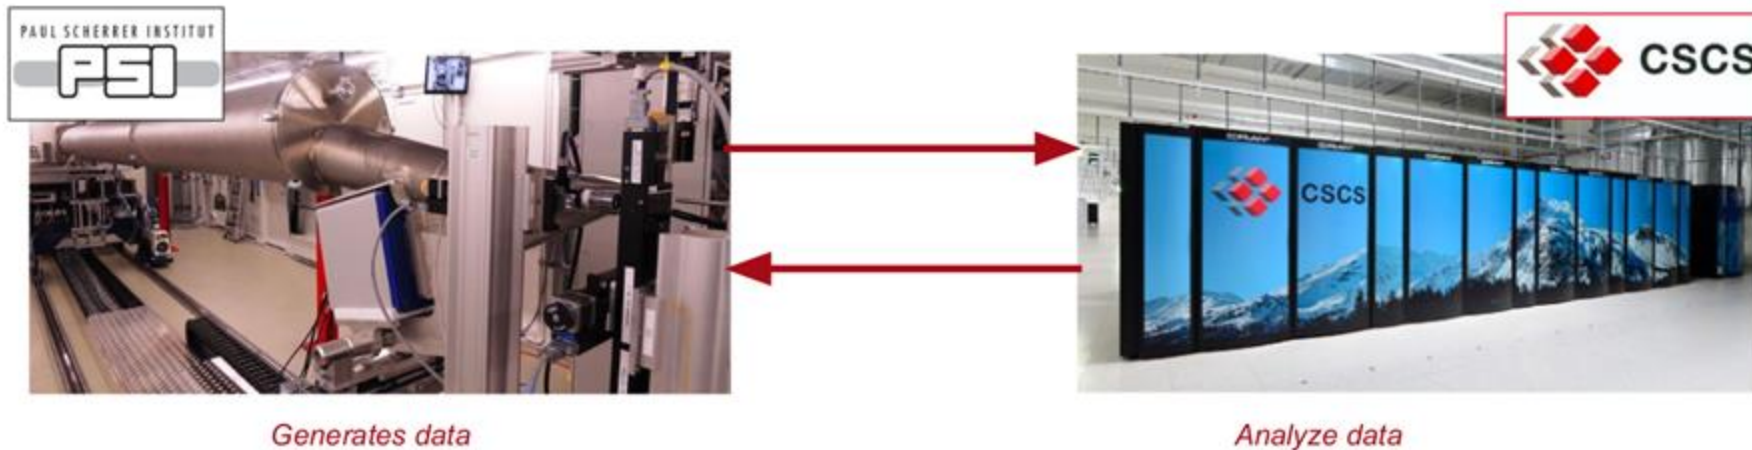 PAUL SCHERRER INSTITUT
PSI
CSCS
CSCS
Generates data
Analyze data